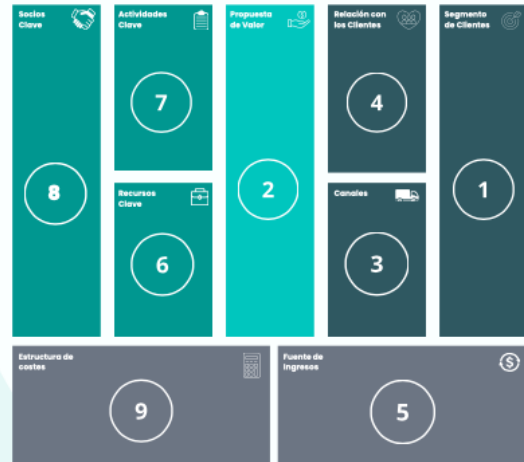 Socios
Clave
8
Actividades
Clave
7
Recursos
Clave
6
Propuesta
de Valor
2
Relación con
los Clientes
4
Canales
3
Segmento
de Clientes
1
Estructura de
costes
9
Fuente de
Ingresos
5